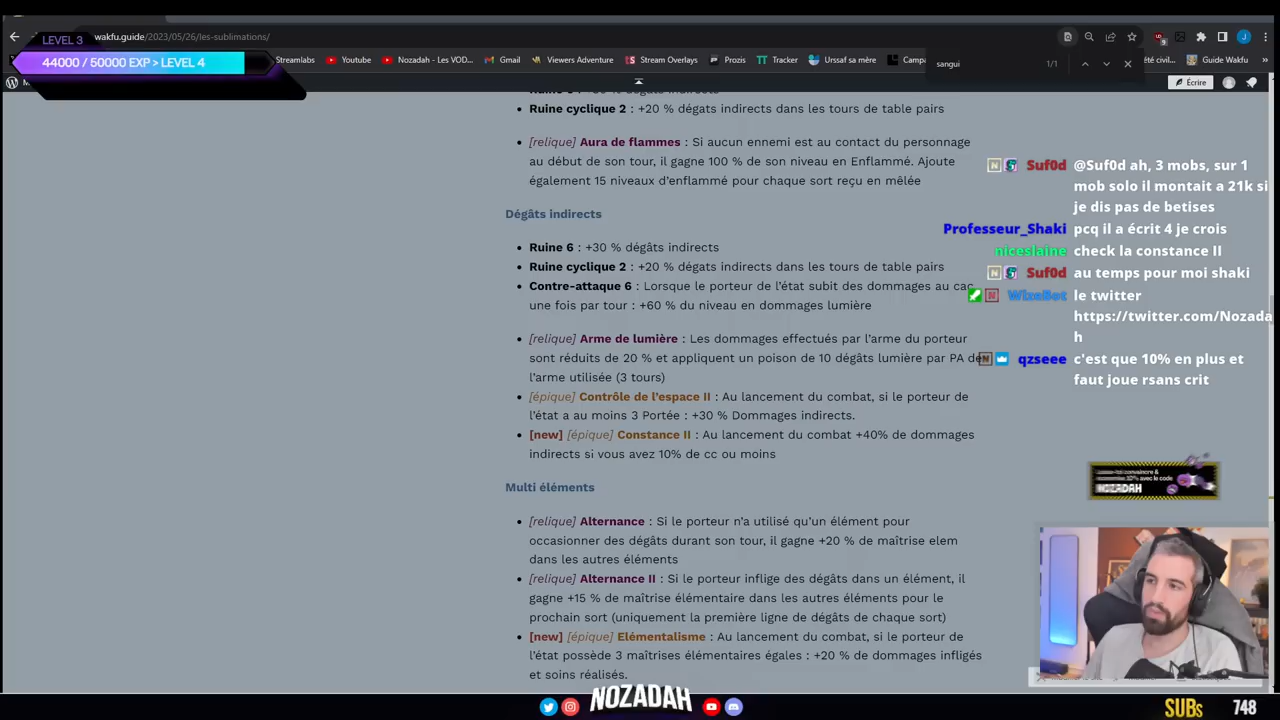 LEVEL 3
wakfu.guide/2023/05/26/les-sublimations/
44000 / 50000 EXP > LEVEL 4
Streamlabs
Youtube
Nozadah - Les VOD...
Gmail
Viewers Adventure
Stream Overlays
Prozis
Tracker
Urssaf sa mère
Campa
sangui
1/1
été civil...
Guide Wakfu
Écrire
Ruine cyclique 2 : +20 % dégats indirects dans les tours de table pairs
[relique] Aura de flammes : Si aucun ennemi est au contact du personnage
au début de son tour, il gagne 100 % de son niveau en Enflammé. Ajoute
également 15 niveaux d'enflammé pour chaque sort reçu en mêlée
Dégâts indirects
Ruine 6 : +30 % dégâts indirects
Ruine cyclique 2 : +20 % dégats indirects dans les tours de table pairs
Contre-attaque 6 : Lorsque le porteur de l'état subit des dommages au cac
une fois par tour : +60 % du niveau en dommages lumière
[relique] Arme de lumière : Les dommages effectués par l'arme du porteur
sont réduits de 20 % et appliquent un poison de 10 dégâts lumière par PA de
l'arme utilisée (3 tours)
[épique] Contrôle de l'espace II : Au lancement du combat, si le porteur de
l'état a au moins 3 Portée : +30 % Dommages indirects.
[new] [épique] Constance II : Au lancement du combat +40% de dommages
indirects si vous avez 10% de cc ou moins
Multi éléments
[relique] Alternance : Si le porteur n'a utilisé qu'un élément pour
occasionner des dégâts durant son tour, il gagne +20 % de maîtrise elem
dans les autres éléments
[relique] Alternance II : Si le porteur inflige des dégâts dans un élément, il
gagne +15 % de maîtrise élémentaire dans les autres éléments pour le
prochain sort (uniquement la première ligne de dégâts de chaque sort)
[new] [épique] Elémentalisme : Au lancement du combat, si le porteur de
l'état possède 3 maîtrises élémentaires égales : +20 % de dommages infligés
et soins réalisés.
Suf0d @Suf0d ah, 3 mobs, sur 1
mob solo il montait a 21k si
je dis pas de betises
Professeur_Shaki pcq il a écrit 4 je crois
niceslaine check la constance II
Suf0d au temps pour moi shaki
WizeBot le twitter
https://twitter.com/Nozada
h
qzseee c'est que 10% en plus et
faut joue rsans crit
NOZADAH
NOZADAH
SUBs 748